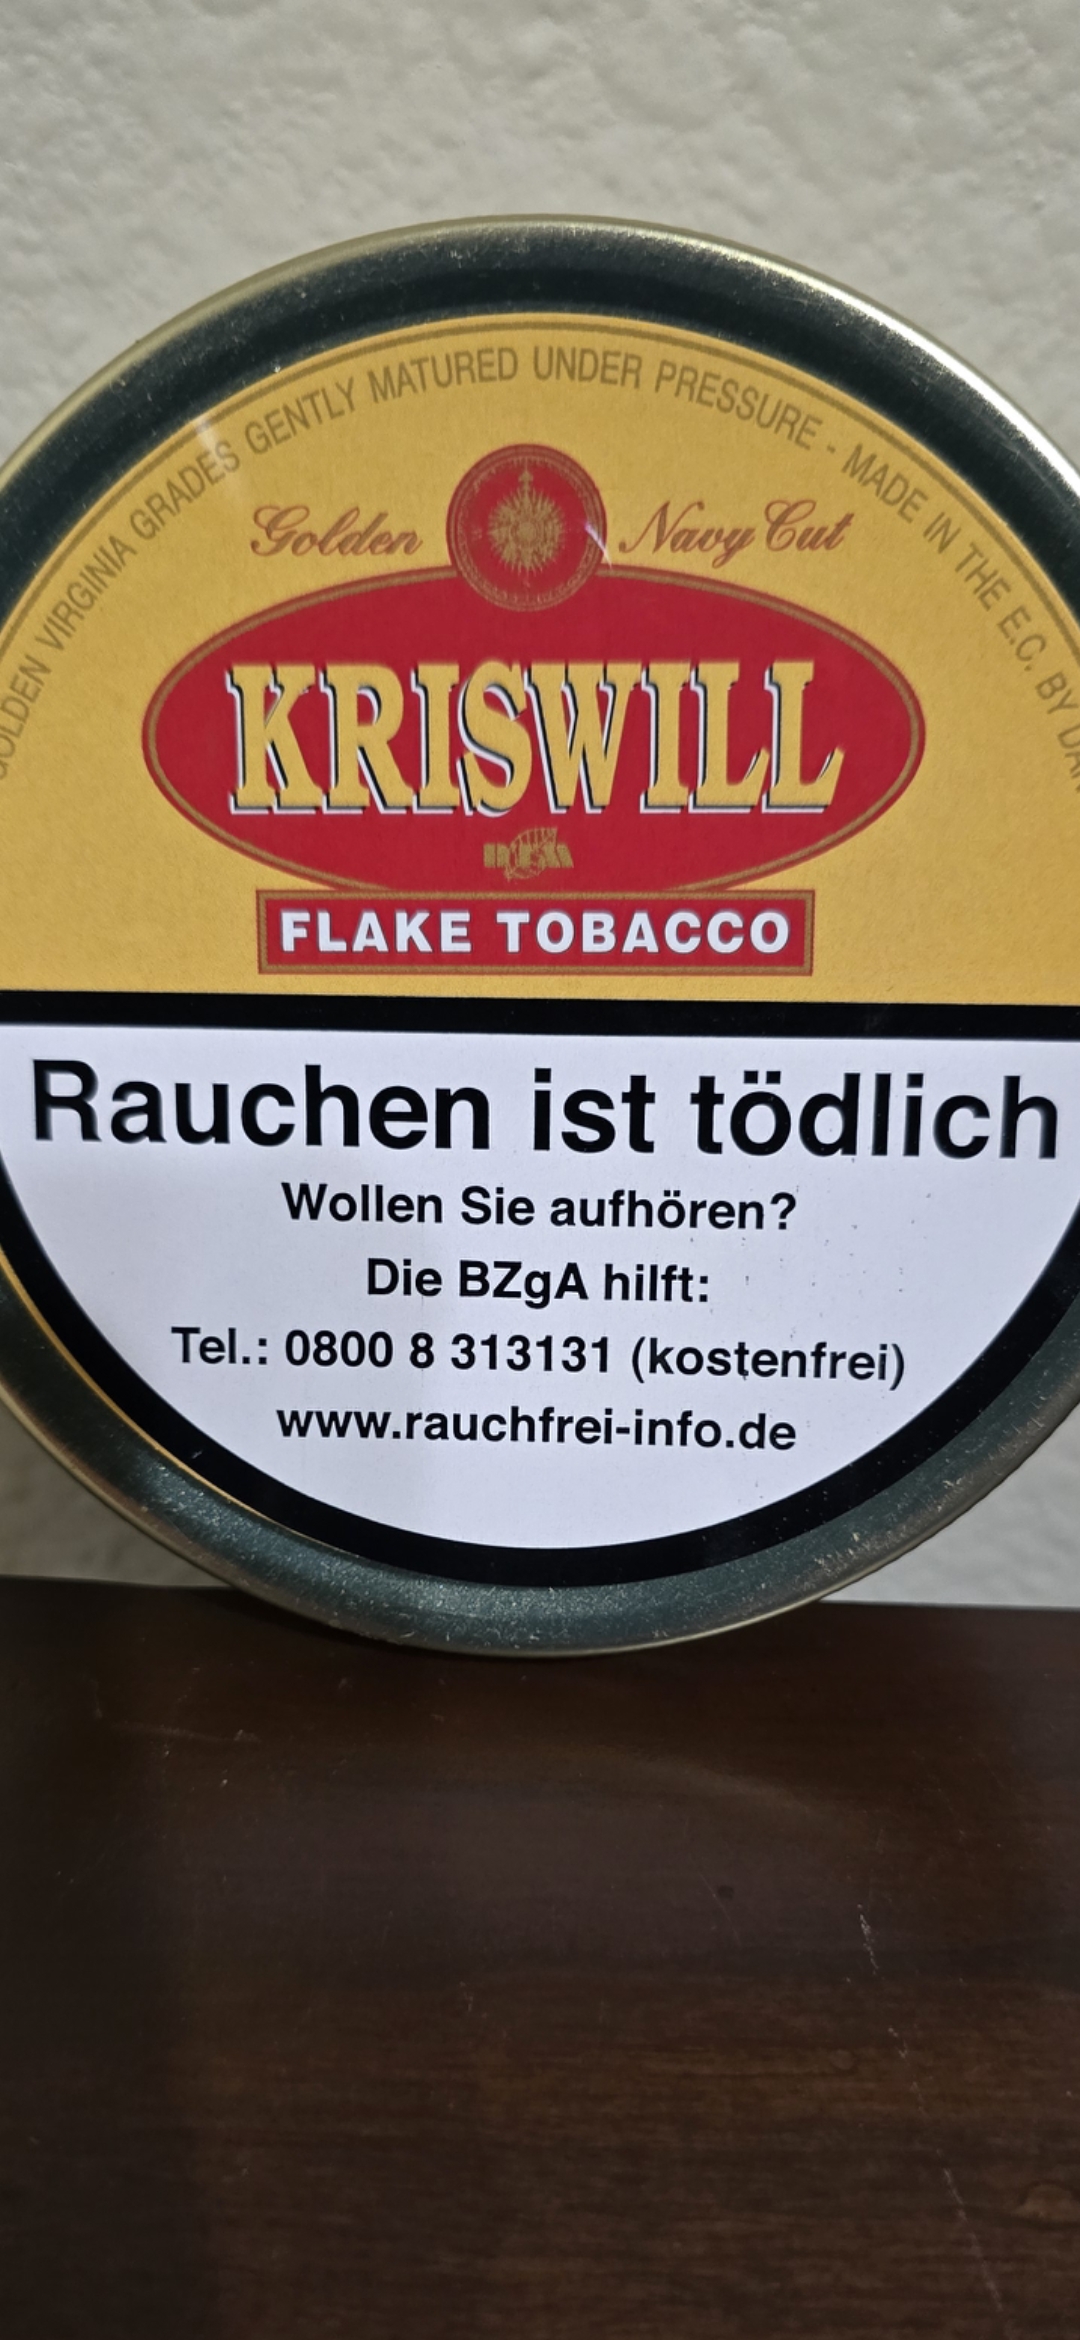 GOLDEN VIRGINIA GRADES GENTLY MATURED UNDER PRESSURE - MADE IN THE E.C. BY
Golden Navy Cut
KRISWILL
FLAKE TOBACCO
Rauchen ist tödlich
Wollen Sie aufhören?
Die BZgA hilft:
Tel.: 0800 8 313131 (kostenfrei)
www.rauchfrei-info.de